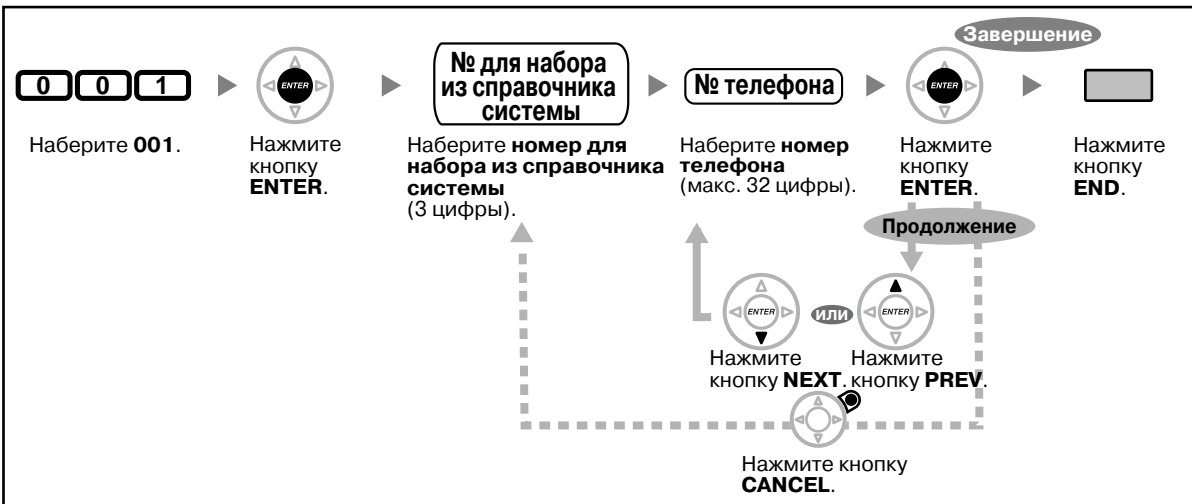 Завершение
0 0 1
ENTER
№ для набора
из справочника
системы
№ телефона
ENTER
Наберите 001.
Нажмите
кнопку
ENTER.
Наберите номер для
набора из справочника
системы
(3 цифры).
Наберите номер
телефона
(макс. 32 цифры).
Нажмите
кнопку
ENTER.
Нажмите
кнопку
END.
Продолжение
ENTER
или
ENTER
Нажмите
кнопку NEXT.
Нажмите
кнопку PREV.
Нажмите кнопку
CANCEL.